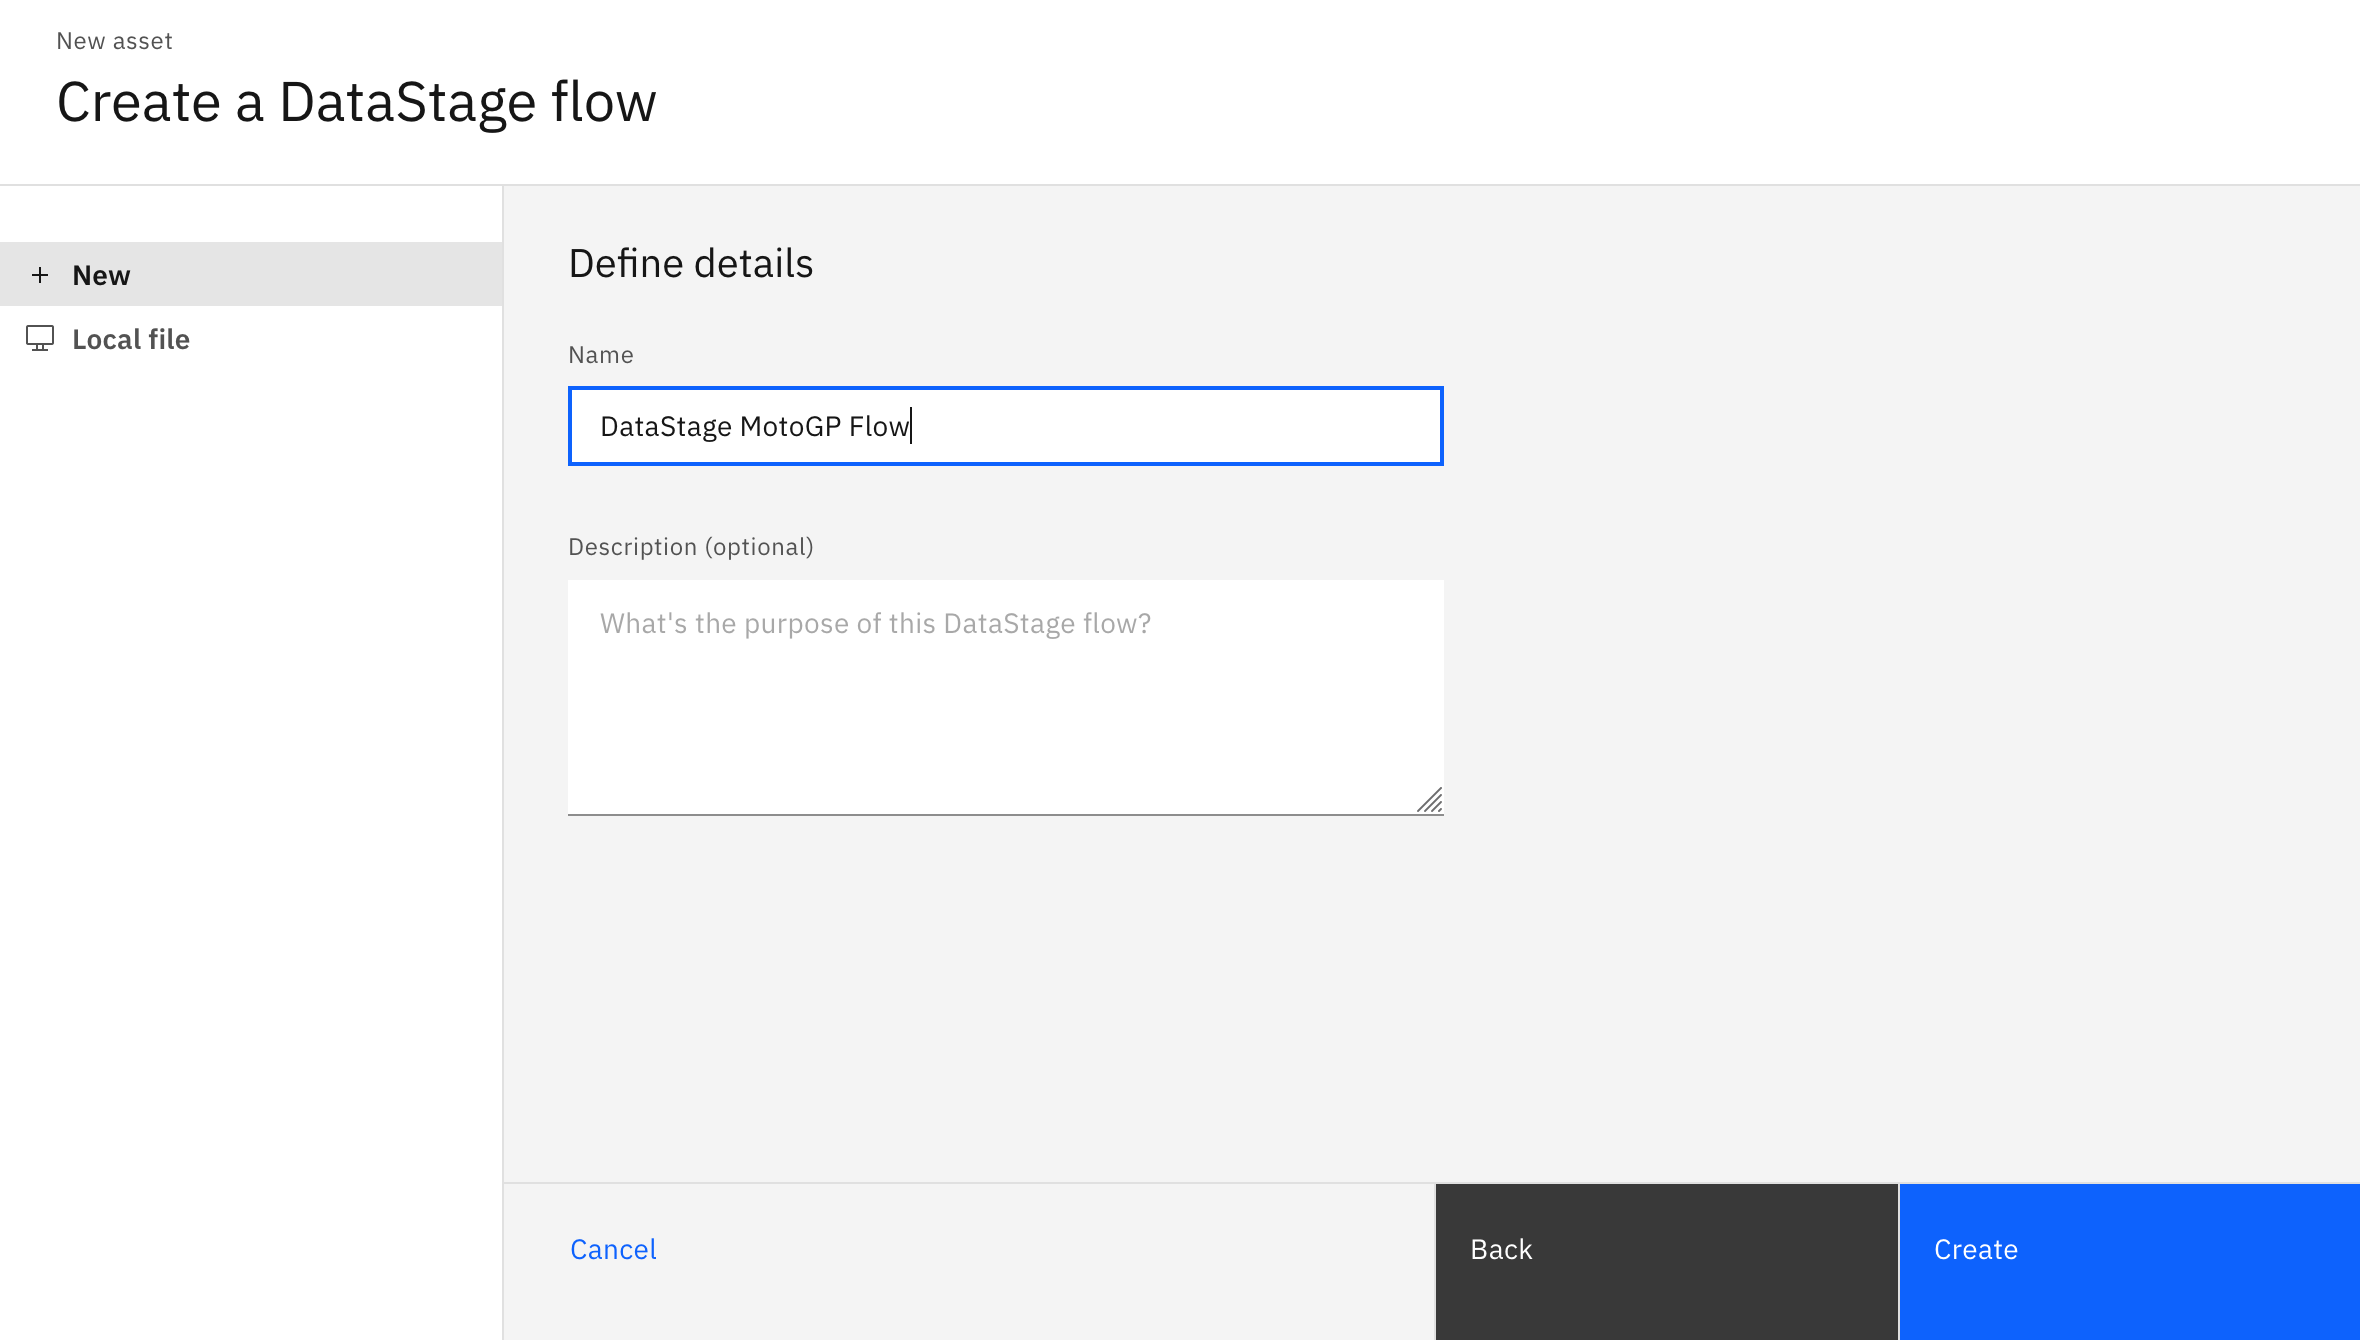 New asset
Create a DataStage flow
New
Local file
Define details
Name
DataStage MotoGP Flow
Description (optional)
What's the purpose of this DataStage flow?
Cancel
Back
Create